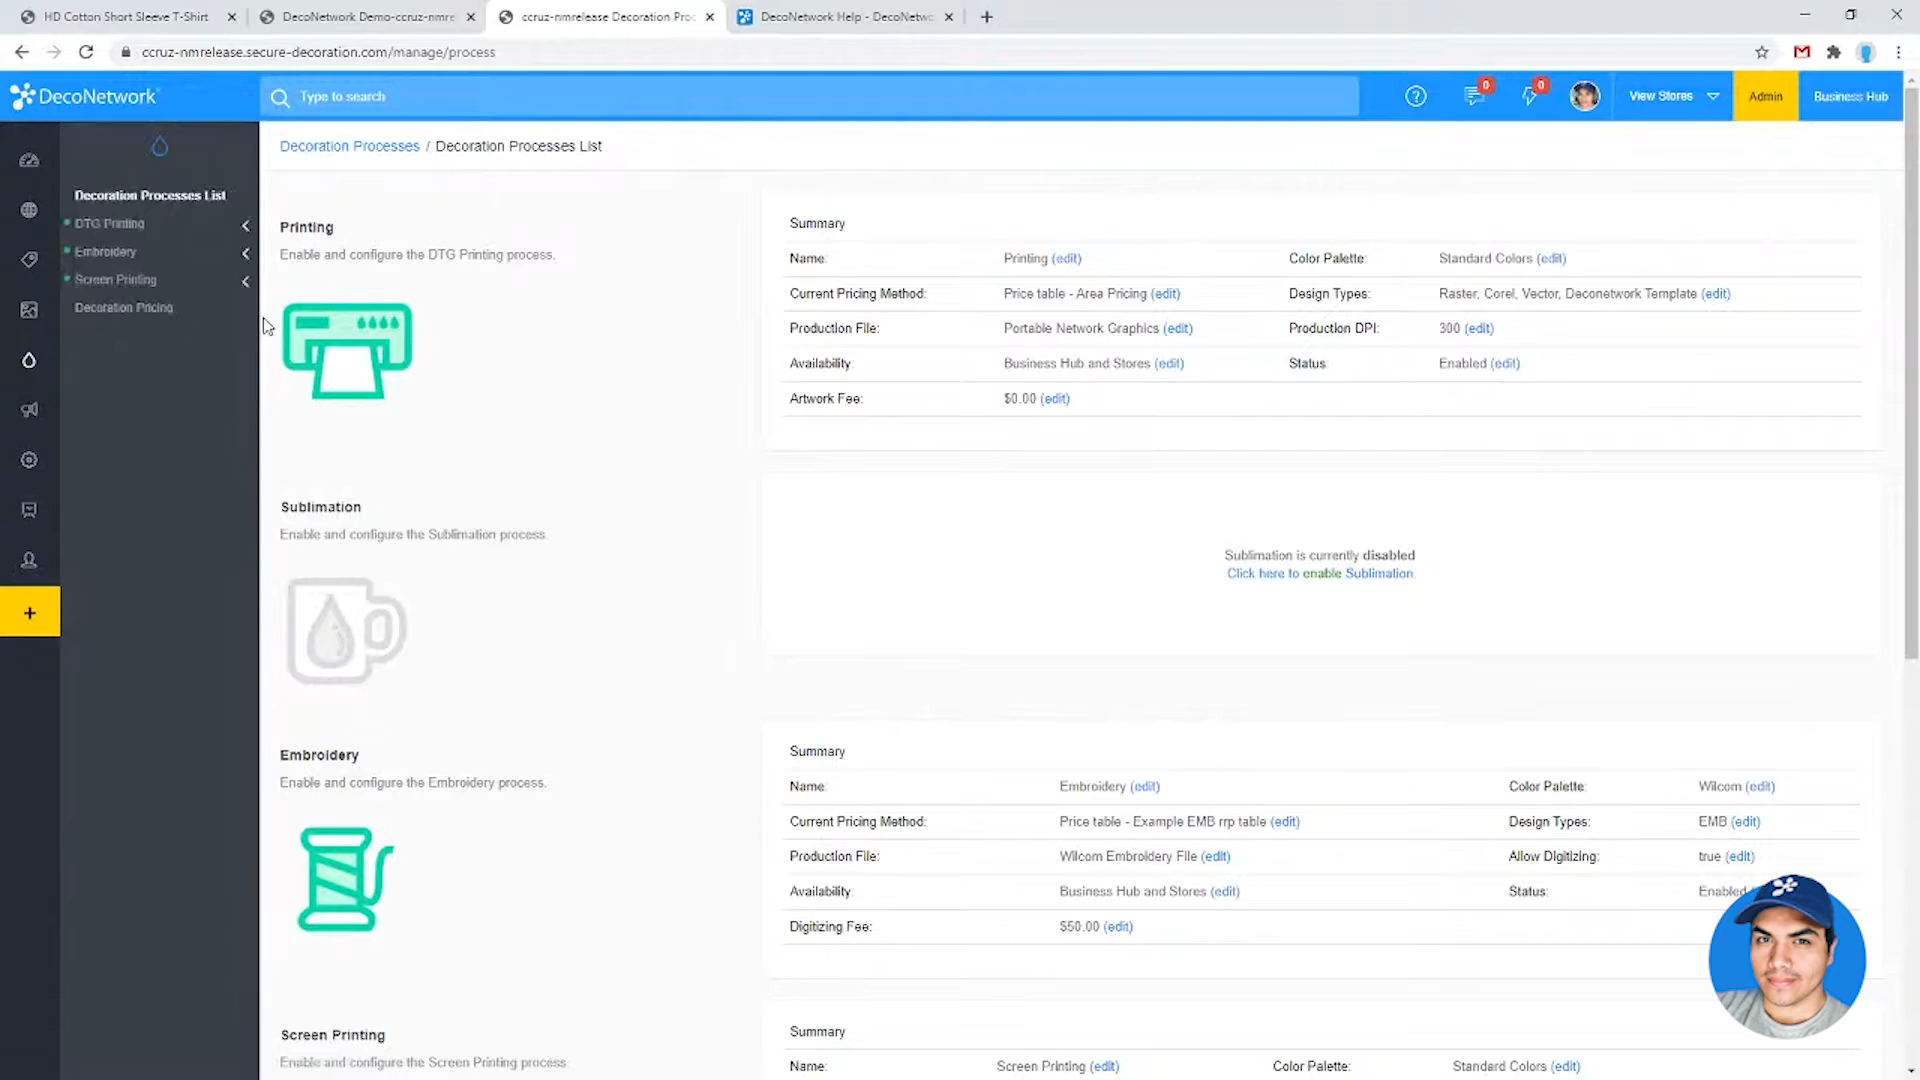 HD Cotton Short Sleeve T-Shirt
DecoNetwork Demo-ccruz-nmre
ccruz-nmrelease Decoration Proc
DecoNetwork Help - DecoNetwo
ccruz-nmrelease.secure-decoration.com/manage/process
DecoNetwork
Type to search
0
0
View Stores
Admin
Business Hub
Decoration Processes / Decoration Processes List
Decoration Processes List
DTG Printing
Embroidery
Screen Printing
Decoration Pricing
+
Printing
Enable and configure the DTG Printing process.
Summary
Name: Printing (edit) Color Palette: Standard Colors (edit)
Current Pricing Method: Price table - Area Pricing (edit) Design Types: Raster, Corel, Vector, Deconetwork Template (edit)
Production File: Portable Network Graphics (edit) Production DPI: 300 (edit)
Availability: Business Hub and Stores (edit) Status: Enabled (edit)
Artwork Fee: $0.00 (edit)
Sublimation
Enable and configure the Sublimation process.
Sublimation is currently disabled
Click here to enable Sublimation
Embroidery
Enable and configure the Embroidery process.
Summary
Name: Embroidery (edit) Color Palette: Wilcom (edit)
Current Pricing Method: Price table - Example EMB rrp table (edit) Design Types: EMB (edit)
Production File: Wilcom Embroidery File (edit) Allow Digitizing: true (edit)
Availability: Business Hub and Stores (edit) Status: Enabled
Digitizing Fee: $50.00 (edit)
Screen Printing
Enable and configure the Screen Printing process.
Summary
Name: Screen Printing (edit) Color Palette: Standard Colors (edit)